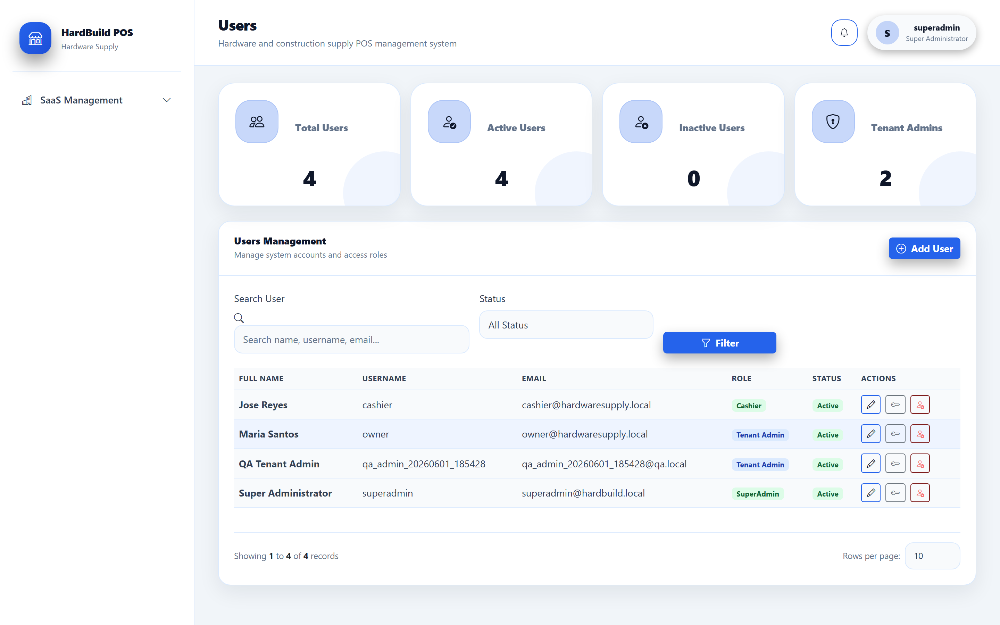 HardBuild POS
Hardware Supply
SaaS Management
Users
Hardware and construction supply POS management system
S
superadmin
Super Administrator
Total Users
4
Active Users
4
Inactive Users
0
Tenant Admins
2
Users Management
Manage system accounts and access roles
Add User
Search User
Status
Search name, username, email...
All Status
Filter
FULL NAME USERNAME EMAIL ROLE STATUS ACTIONS
Jose Reyes cashier cashier@hardwaresupply.local Cashier Active
Maria Santos owner owner@hardwaresupply.local Tenant Admin Active
QA Tenant Admin qa_admin_20260601_185428 qa_admin_20260601_185428@qa.local Tenant Admin Active
Super Administrator superadmin superadmin@hardbuild.local SuperAdmin Active
Showing 1 to 4 of 4 records
Rows per page: 10